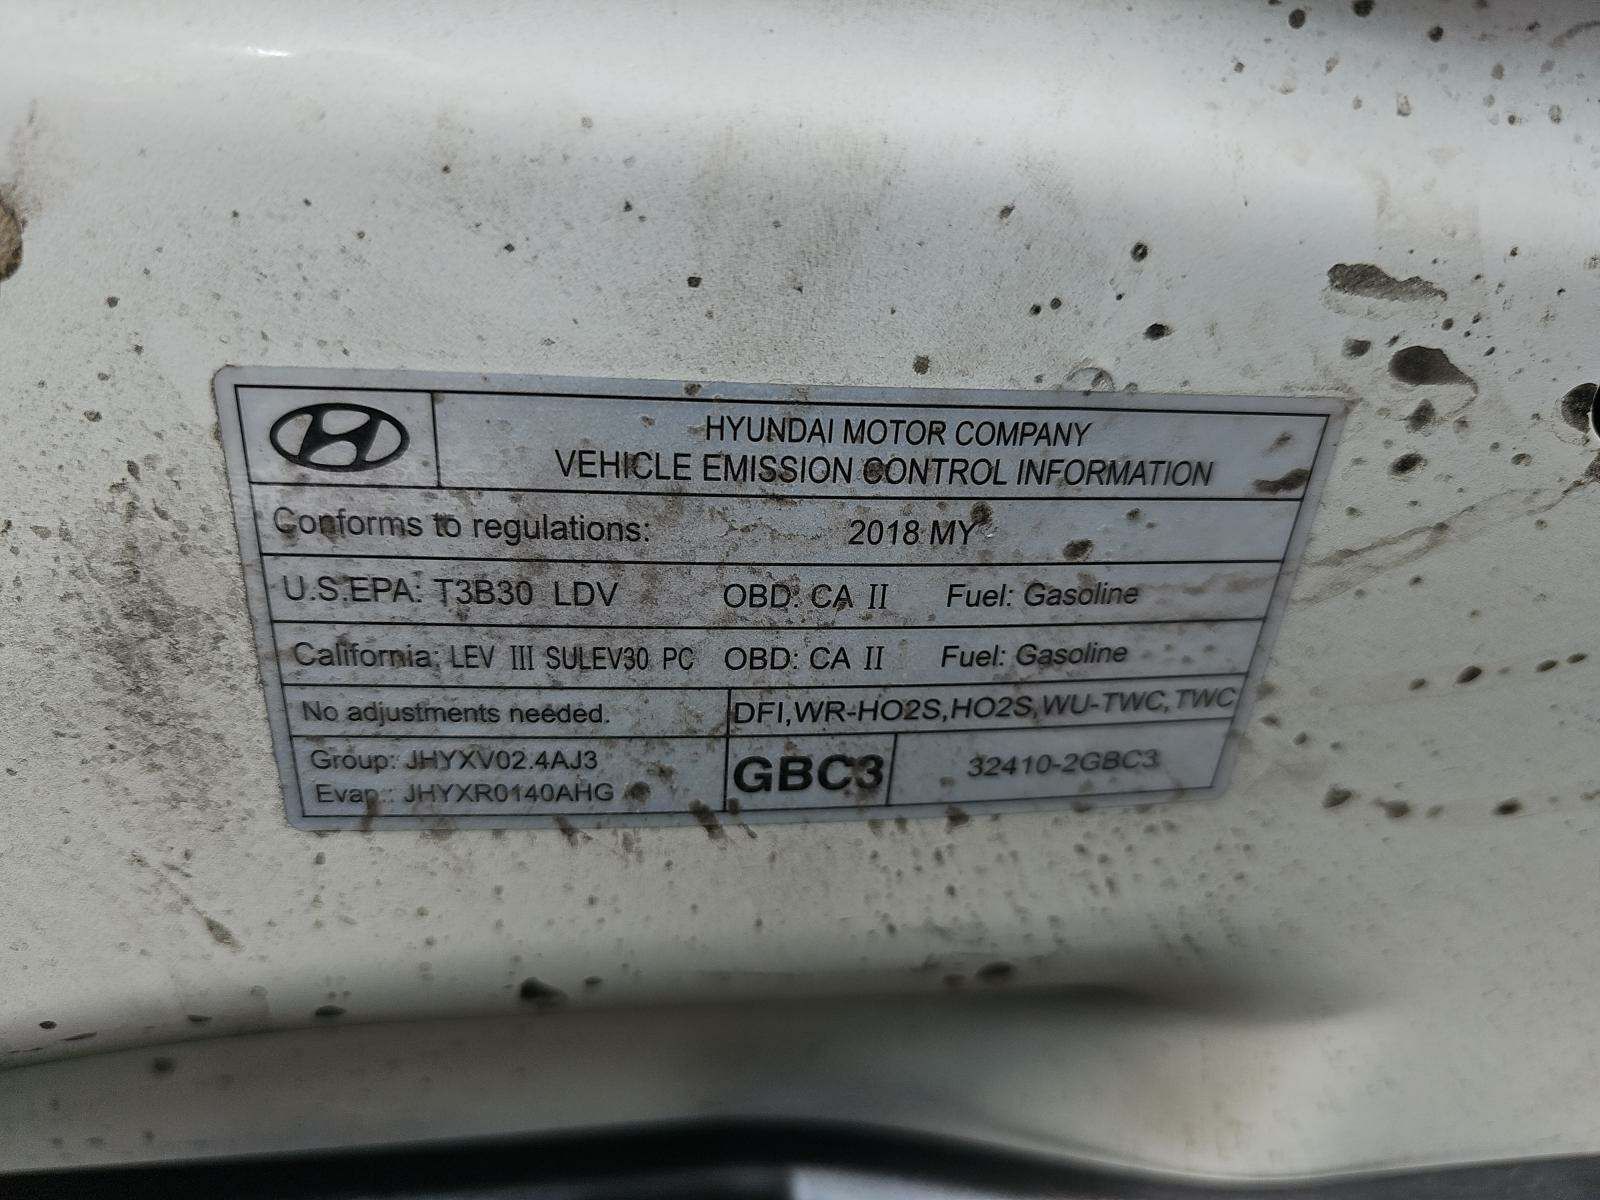 HYUNDAI MOTOR COMPANY
VEHICLE EMISSION CONTROL INFORMATION
Conforms to regulations: 2018 MY
U.S.EPA: T3B30 LDV OBD: CA II Fuel: Gasoline
California: LEV III SULEV30 PC OBD: CA II Fuel: Gasoline
No adjustments needed. DFI,WR-HO2S,HO2S,WU-TWC,TWC
Group: JHYXV02.4AJ3
Evap.: JHYXR0140AHG
GBC3
32410-2GBC3